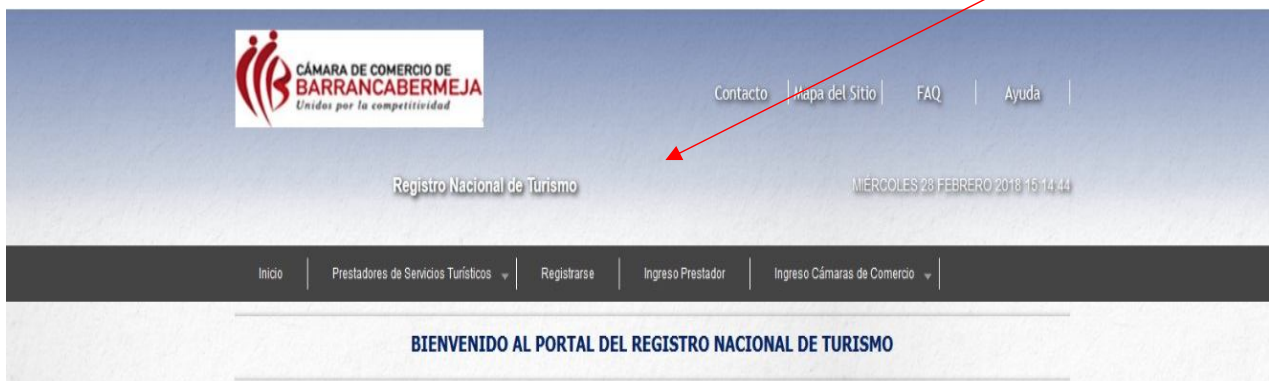 CÁMARA DE COMERCIO DE
BARRANCABERMEJA
Unidos por la competitividad
Contacto | Mapa del Sitio | FAQ | Ayuda |
Registro Nacional de Turismo
MIÉRCOLES 28 FEBRERO 2018 15:14:44
Inicio | Prestadores de Servicios Turísticos | Registrarse | Ingreso Prestador | Ingreso Cámaras de Comercio |
BIENVENIDO AL PORTAL DEL REGISTRO NACIONAL DE TURISMO